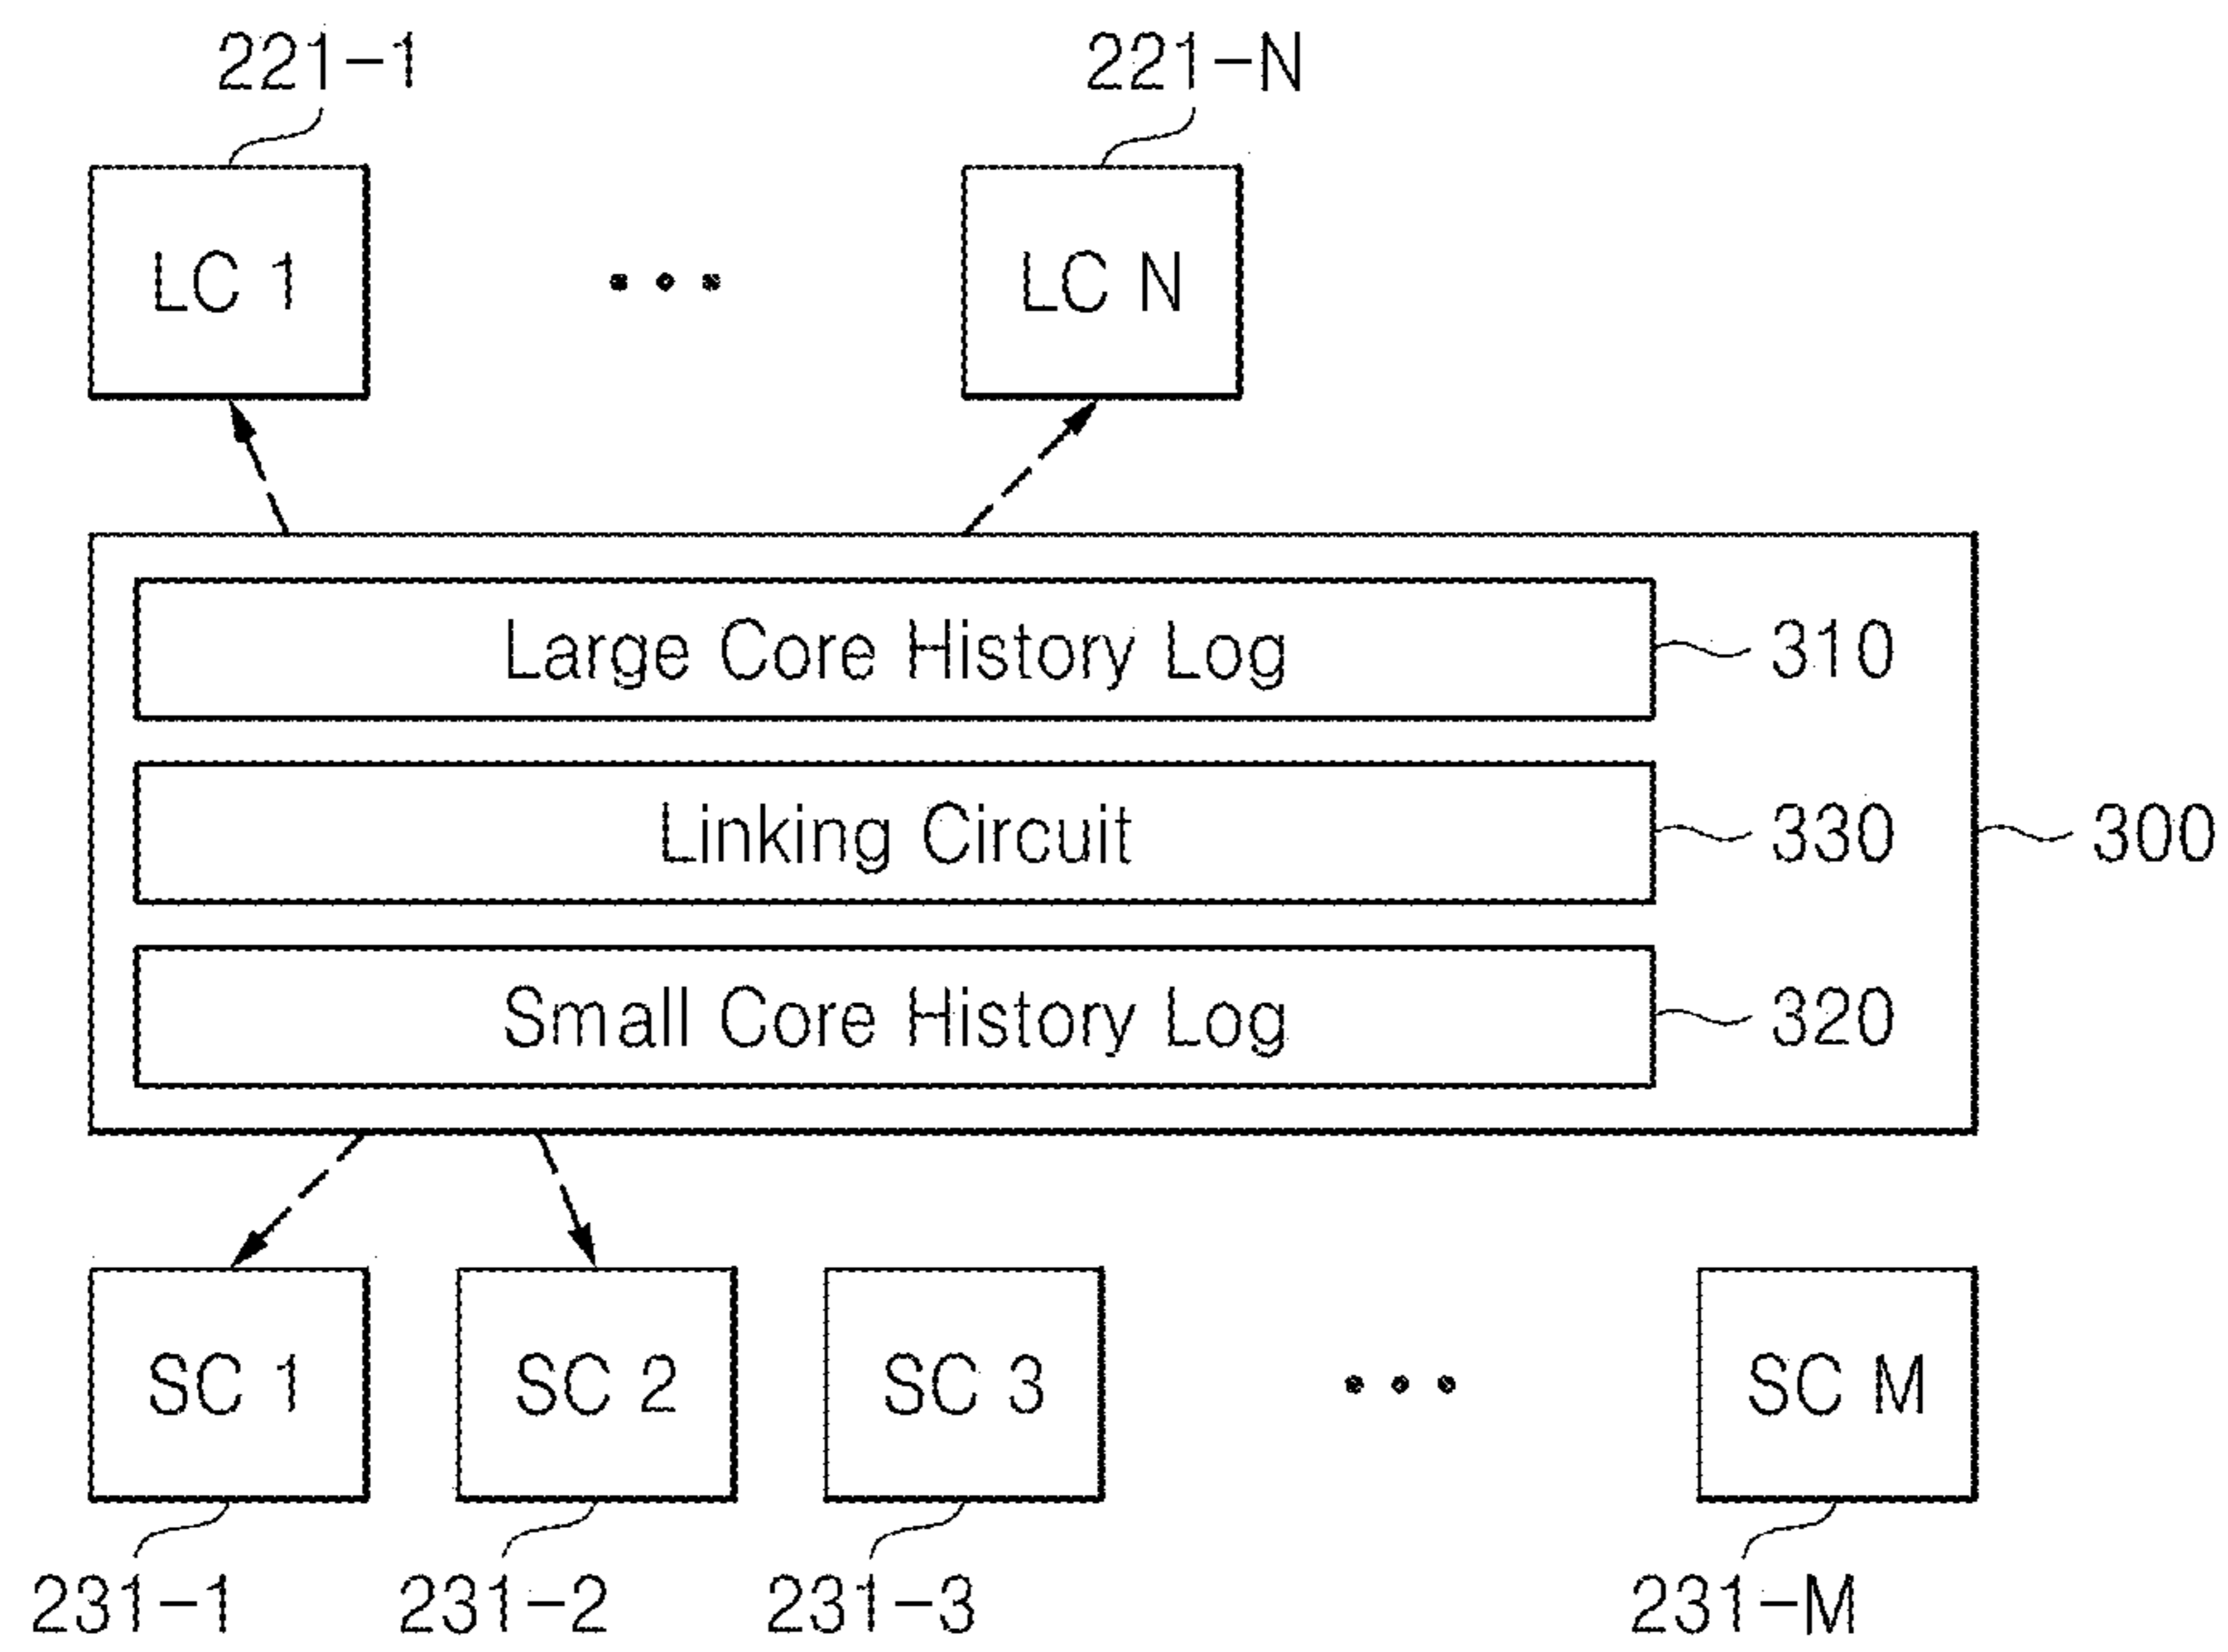 221-1 221-N
LC 1 ••• LC N
Large Core History Log 310
Linking Circuit 330 300
Small Core History Log 320
SC 1 SC 2 SC 3 ••• SC M
231-1 231-2 231-3 231-M